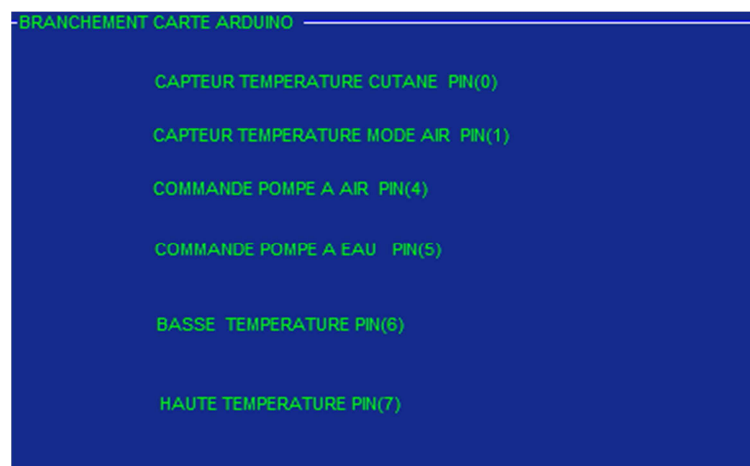 BRANCHEMENT CARTE ARDUINO
CAPTEUR TEMPERATURE CUTANE PIN(0)
CAPTEUR TEMPERATURE MODE AIR PIN(1)
COMMANDE POMPE A AIR PIN(4)
COMMANDE POMPE A EAU PIN(5)
BASSE TEMPERATURE PIN(6)
HAUTE TEMPERATURE PIN(7)